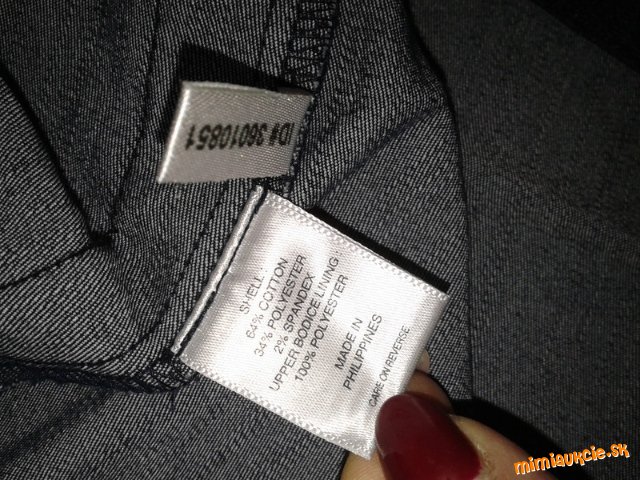 ID# 36010851
SHELL
64% COTTON
34% POLYESTER
2% SPANDEX
UPPER BODICE LINING
100% POLYESTER
MADE IN
PHILIPPINES
CARE ON REVERSE
mimiaukcie.sk